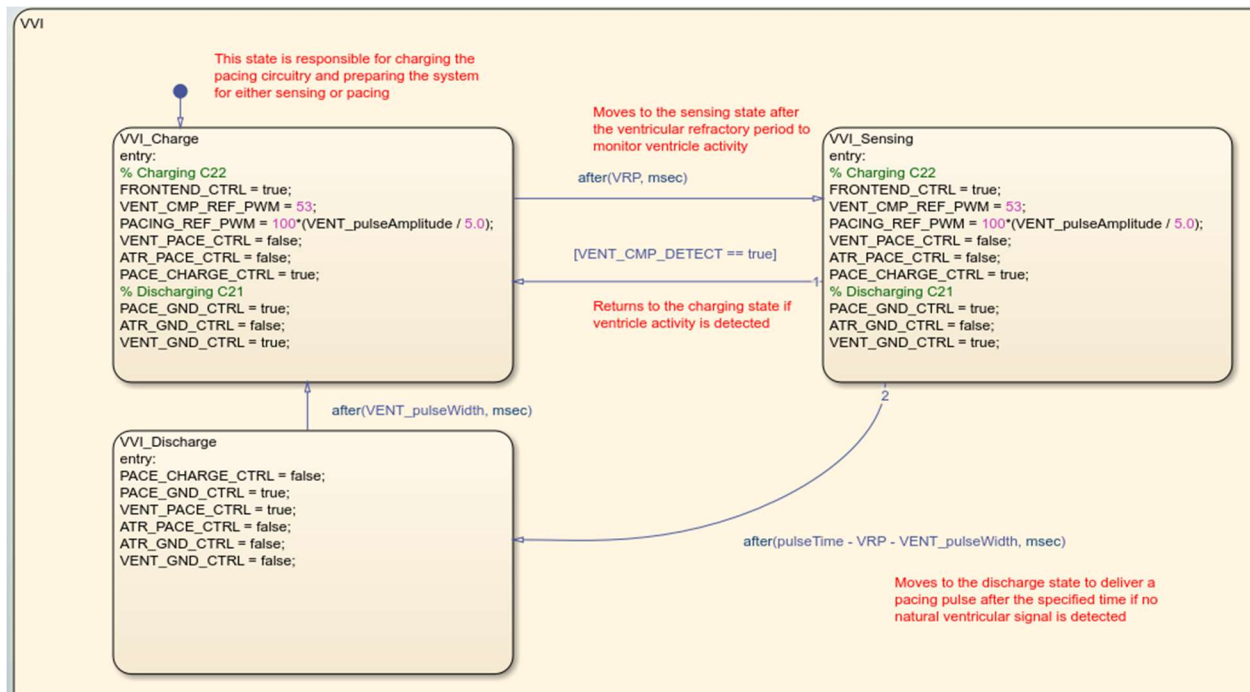 VVI
This state is responsible for charging the
pacing circuitry and preparing the system
for either sensing or pacing
VVI_Charge
entry:
% Charging C22
FRONTEND_CTRL = true;
VENT_CMP_REF_PWM = 53;
PACING_REF_PWM = 100*(VENT_pulseAmplitude / 5.0);
VENT_PACE_CTRL = false;
ATR_PACE_CTRL = false;
PACE_CHARGE_CTRL = true;
% Discharging C21
PACE_GND_CTRL = true;
ATR_GND_CTRL = false;
VENT_GND_CTRL = true;
Moves to the sensing state after
the ventricular refractory period to
monitor ventricle activity
after(VRP, msec)
[VENT_CMP_DETECT == true]
1
Returns to the charging state if
ventricle activity is detected
VVI_Sensing
entry:
% Charging C22
FRONTEND_CTRL = true;
VENT_CMP_REF_PWM = 53;
PACING_REF_PWM = 100*(VENT_pulseAmplitude / 5.0);
VENT_PACE_CTRL = false;
ATR_PACE_CTRL = false;
PACE_CHARGE_CTRL = true;
% Discharging C21
PACE_GND_CTRL = true;
ATR_GND_CTRL = false;
VENT_GND_CTRL = true;
2
after(VENT_pulseWidth, msec)
VVI_Discharge
entry:
PACE_CHARGE_CTRL = false;
PACE_GND_CTRL = true;
VENT_PACE_CTRL = true;
ATR_PACE_CTRL = false;
ATR_GND_CTRL = false;
VENT_GND_CTRL = false;
after(pulseTime - VRP - VENT_pulseWidth, msec)
Moves to the discharge state to deliver a
pacing pulse after the specified time if no
natural ventricular signal is detected